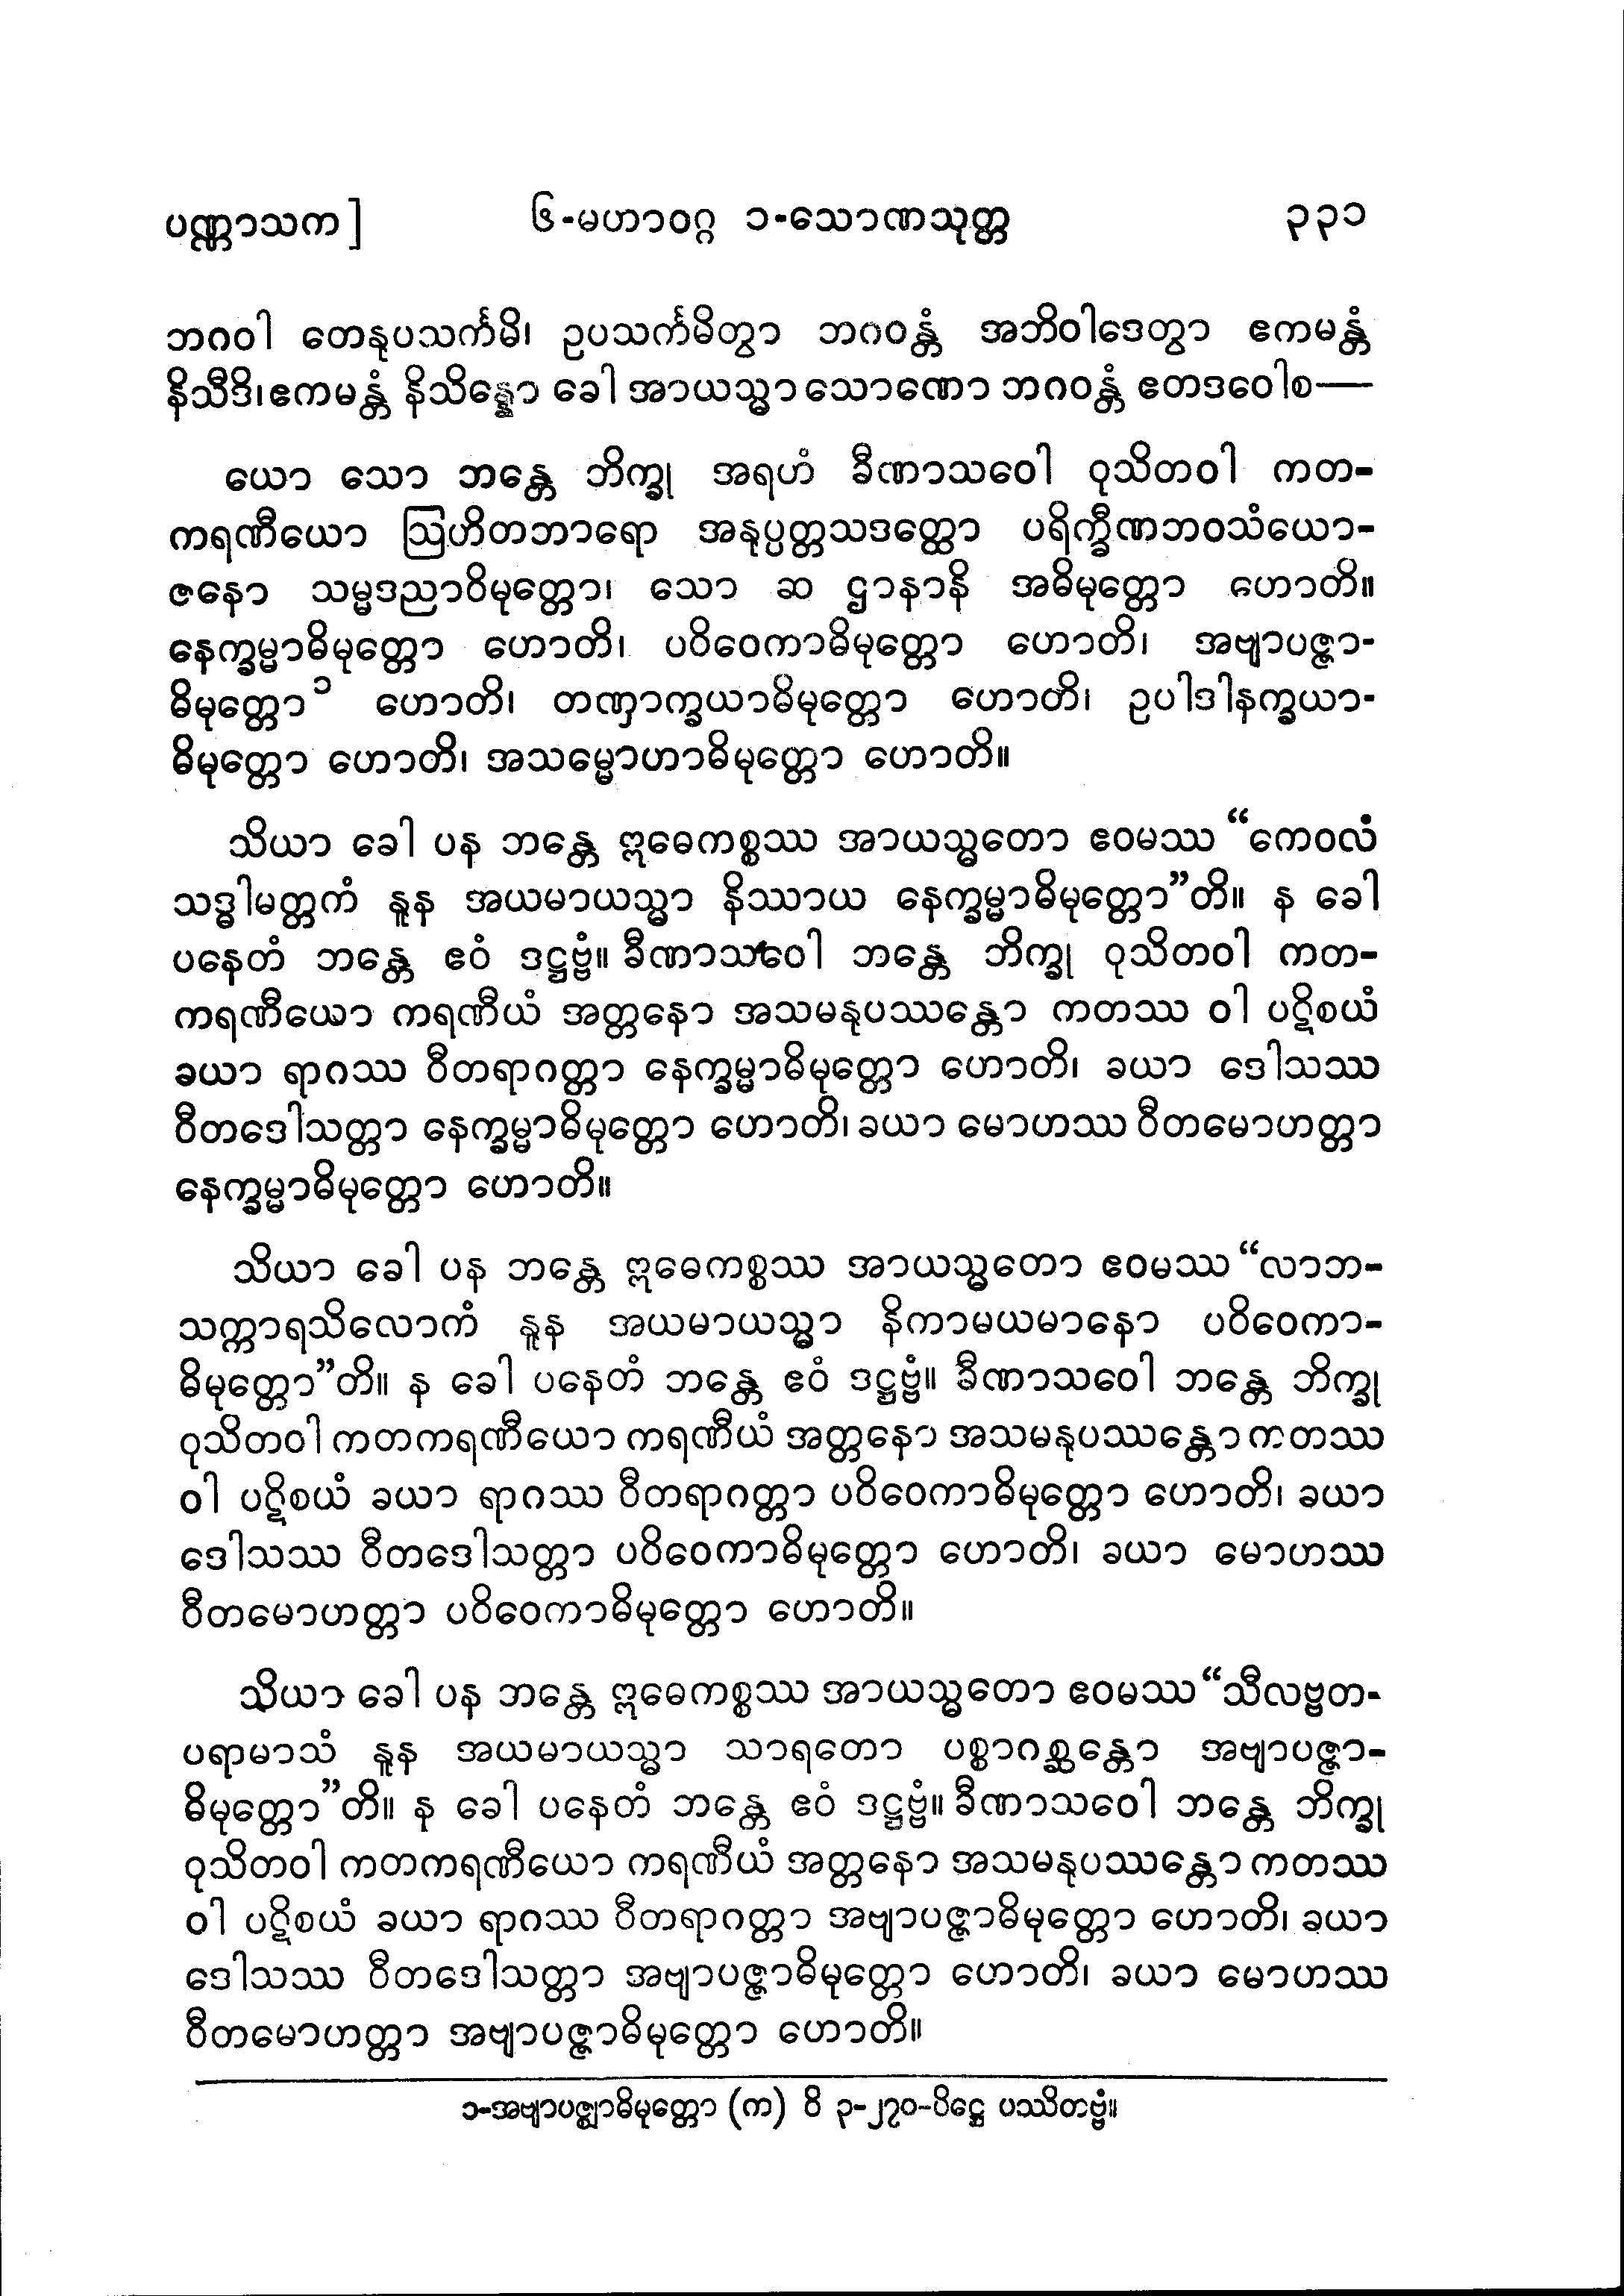 ပဏ္ဏာသက]	၆-မဟာဝဂ္ဂ ၁-သောဏသုတ္တ	၃၃၁
ဘဂဝါ တေနုပသင်္ကမိ၊ ဥပသင်္ကမိတွာ ဘဂဝန္တံ အဘိဝါဒေတွာ ဧကမန္တံ
နိသီဒိ၊ ဧကမန္တံ နိသိန္နော ခေါ အာယသ္မာ သောဏော ဘဂဝန္တံ ဧတဒဝေါစ—
ယော သော ဘန္တေ ဘိက္ခု အရဟံ ခီဏာသဝေါ ဝုသိတဝါ ကတ-
ကရဏီယော ဩဟိတဘာရော အနုပ္ပတ္တသဒတ္ထော ပရိက္ခီဏဘဝသံယော-
ဇနော သမ္မဒညာဝိမုတ္တော၊ သော ဆ ဌာနာနိ အဓိမုတ္တော ဟောတိ။
နေက္ခမ္မာဓိမုတ္တော ဟောတိ၊ ပဝိဝေကာဓိမုတ္တော ဟောတိ၊ အဗျာပဇ္ဇာ-
ဓိမုတ္တော၁ ဟောတိ၊ တဏှာက္ခယာဓိမုတ္တော ဟောတိ၊ ဥပါဒါနက္ခယာ-
ဓိမုတ္တော ဟောတိ၊ အသမ္မောဟာဓိမုတ္တော ဟောတိ။
သိယာ ခေါ ပန ဘန္တေ ဣဓေကစ္စဿ အာယသ္မတော ဧဝမဿ “ကေဝလံ
သဒ္ဓါမတ္တကံ နူန အယမာယသ္မာ နိဿာယ နေက္ခမ္မာဓိမုတ္တော”တိ။ န ခေါ
ပနေတံ ဘန္တေ ဧဝံ ဒဋ္ဌဗ္ဗံ။ ခီဏာသဝေါ ဘန္တေ ဘိက္ခု ဝုသိတဝါ ကတ-
ကရဏီယော ကရဏီယံ အတ္တနော အသမနုပဿန္တော ကတဿ ဝါ ပဋိစယံ
ခယာ ရာဂဿ ဝီတရာဂတ္တာ နေက္ခမ္မာဓိမုတ္တော ဟောတိ၊ ခယာ ဒေါသဿ
ဝီတဒေါသတ္တာ နေက္ခမ္မာဓိမုတ္တော ဟောတိ၊ ခယာ မောဟဿ ဝီတမောဟတ္တာ
နေက္ခမ္မာဓိမုတ္တော ဟောတိ။
သိယာ ခေါ ပန ဘန္တေ ဣဓေကစ္စဿ အာယသ္မတော ဧဝမဿ “လာဘ-
သက္ကာရသိလောကံ နူန အယမာယသ္မာ နိကာမယမာနော ပဝိဝေကာ-
ဓိမုတ္တော”တိ။ န ခေါ ပနေတံ ဘန္တေ ဧဝံ ဒဋ္ဌဗ္ဗံ။ ခီဏာသဝေါ ဘန္တေ ဘိက္ခု
ဝုသိတဝါ ကတကရဏီယော ကရဏီယံ အတ္တနော အသမနုပဿန္တော ကတဿ
ဝါ ပဋိစယံ ခယာ ရာဂဿ ဝီတရာဂတ္တာ ပဝိဝေကာဓိမုတ္တော ဟောတိ၊ ခယာ
ဒေါသဿ ဝီတဒေါသတ္တာ ပဝိဝေကာဓိမုတ္တော ဟောတိ၊ ခယာ မောဟဿ
ဝီတမောဟတ္တာ ပဝိဝေကာဓိမုတ္တော ဟောတိ။
သိယာ ခေါ ပန ဘန္တေ ဣဓေကစ္စဿ အာယသ္မတော ဧဝမဿ “သီလဗ္ဗတ-
ပရာမာသံ နူန အယမာယသ္မာ သာရတော ပစ္စာဂစ္ဆန္တော အဗျာပဇ္ဇာ-
ဓိမုတ္တော”တိ။ န ခေါ ပနေတံ ဘန္တေ ဧဝံ ဒဋ္ဌဗ္ဗံ။ ခီဏာသဝေါ ဘန္တေ ဘိက္ခု
ဝုသိတဝါ ကတကရဏီယော ကရဏီယံ အတ္တနော အသမနုပဿန္တော ကတဿ
ဝါ ပဋိစယံ ခယာ ရာဂဿ ဝီတရာဂတ္တာ အဗျာပဇ္ဇာဓိမုတ္တော ဟောတိ၊ ခယာ
ဒေါသဿ ဝီတဒေါသတ္တာ အဗျာပဇ္ဇာဓိမုတ္တော ဟောတိ၊ ခယာ မောဟဿ
ဝီတမောဟတ္တာ အဗျာပဇ္ဇာဓိမုတ္တော ဟောတိ။
၁-အဗျာပဇ္ဈာဓိမုတ္တော (က) ဝိ ၃-၂၇၀-ပိဋ္ဌေ ပဿိတဗ္ဗံ။